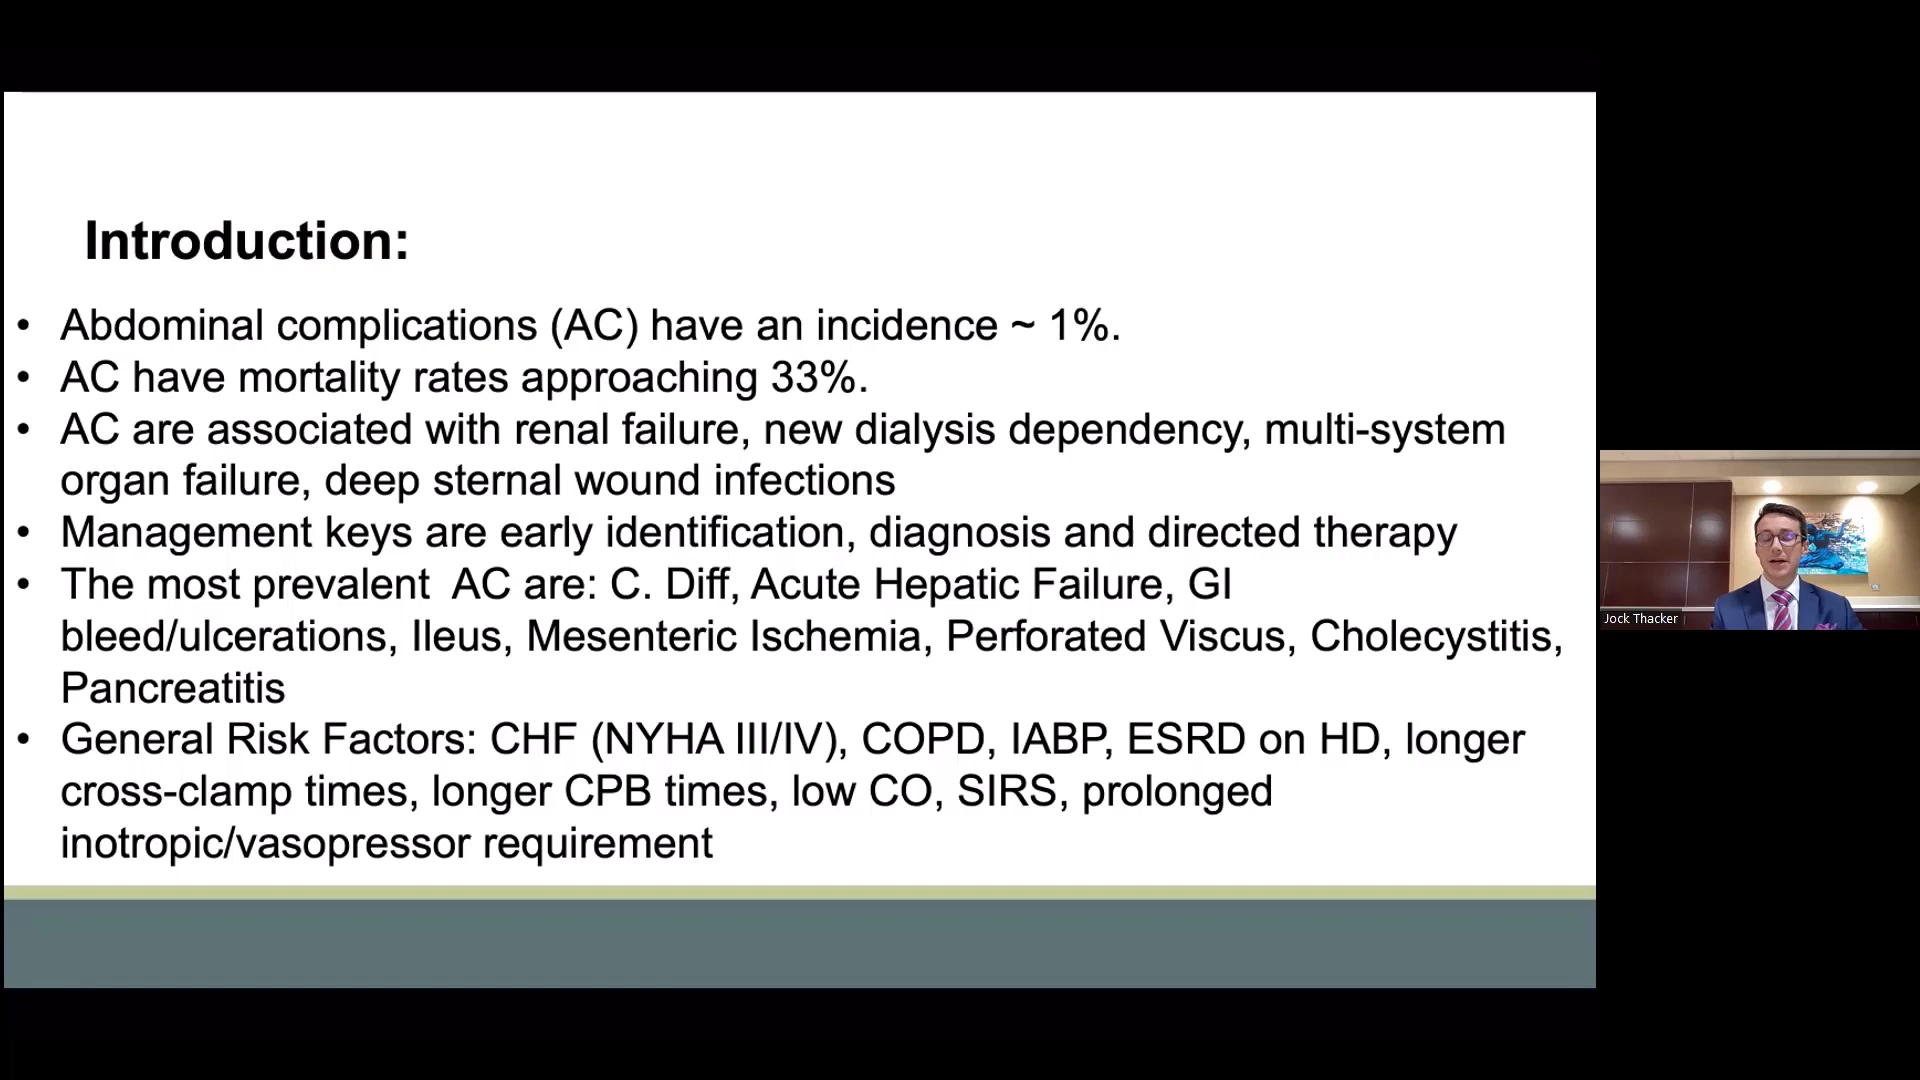 Introduction:
• Abdominal complications (AC) have an incidence ~ 1%.
• AC have mortality rates approaching 33%.
• AC are associated with renal failure, new dialysis dependency, multi-system
organ failure, deep sternal wound infections
• Management keys are early identification, diagnosis and directed therapy
• The most prevalent  AC are: C. Diff, Acute Hepatic Failure, GI
bleed/ulcerations, Ileus, Mesenteric Ischemia, Perforated Viscus, Cholecystitis,
Pancreatitis
• General Risk Factors: CHF (NYHA III/IV), COPD, IABP, ESRD on HD, longer
cross-clamp times, longer CPB times, low CO, SIRS, prolonged
inotropic/vasopressor requirement
Jock Thacker